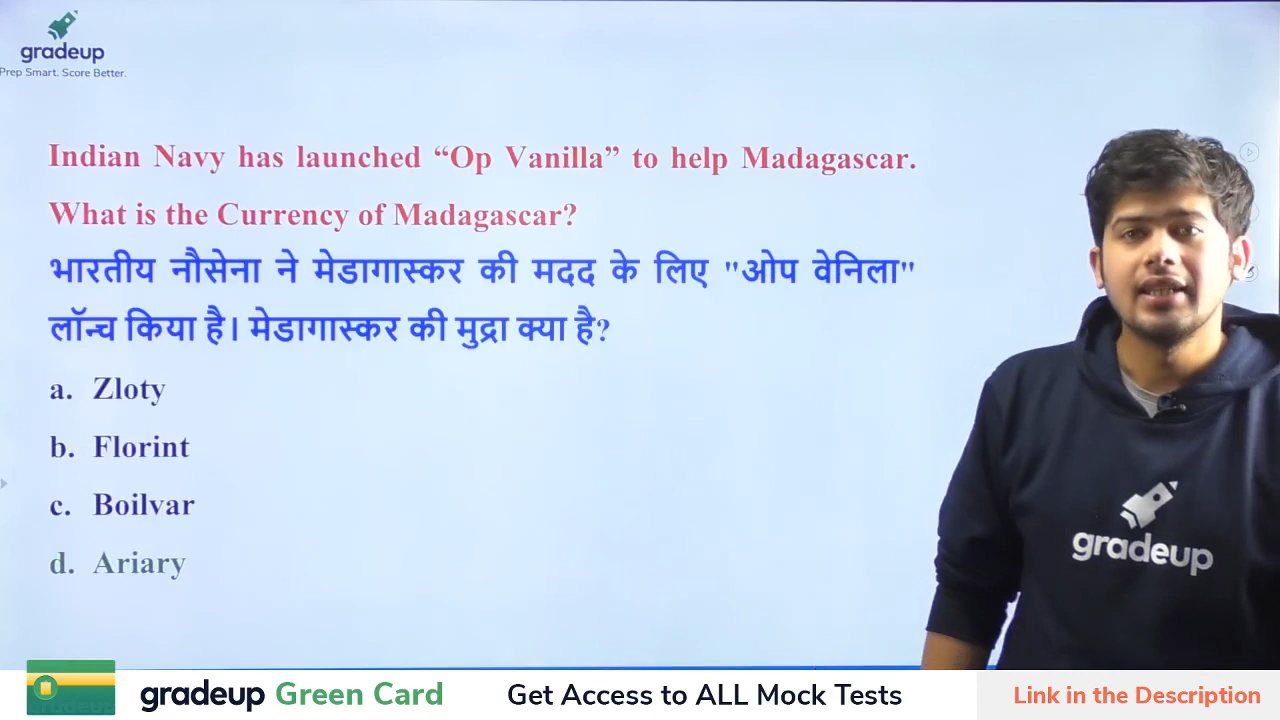 gradeup
Prep Smart. Score Better.
Indian Navy has launched “Op Vanilla” to help Madagascar.
What is the Currency of Madagascar?
भारतीय नौसेना ने मेडागास्कर की मदद के लिए "ओप वेनिला"
लॉन्च किया है। मेडागास्कर की मुद्रा क्या है?
a. Zloty
b. Florint
c. Boilvar
d. Ariary
gradeup
gradeup Green Card
Get Access to ALL Mock Tests
Link in the Description